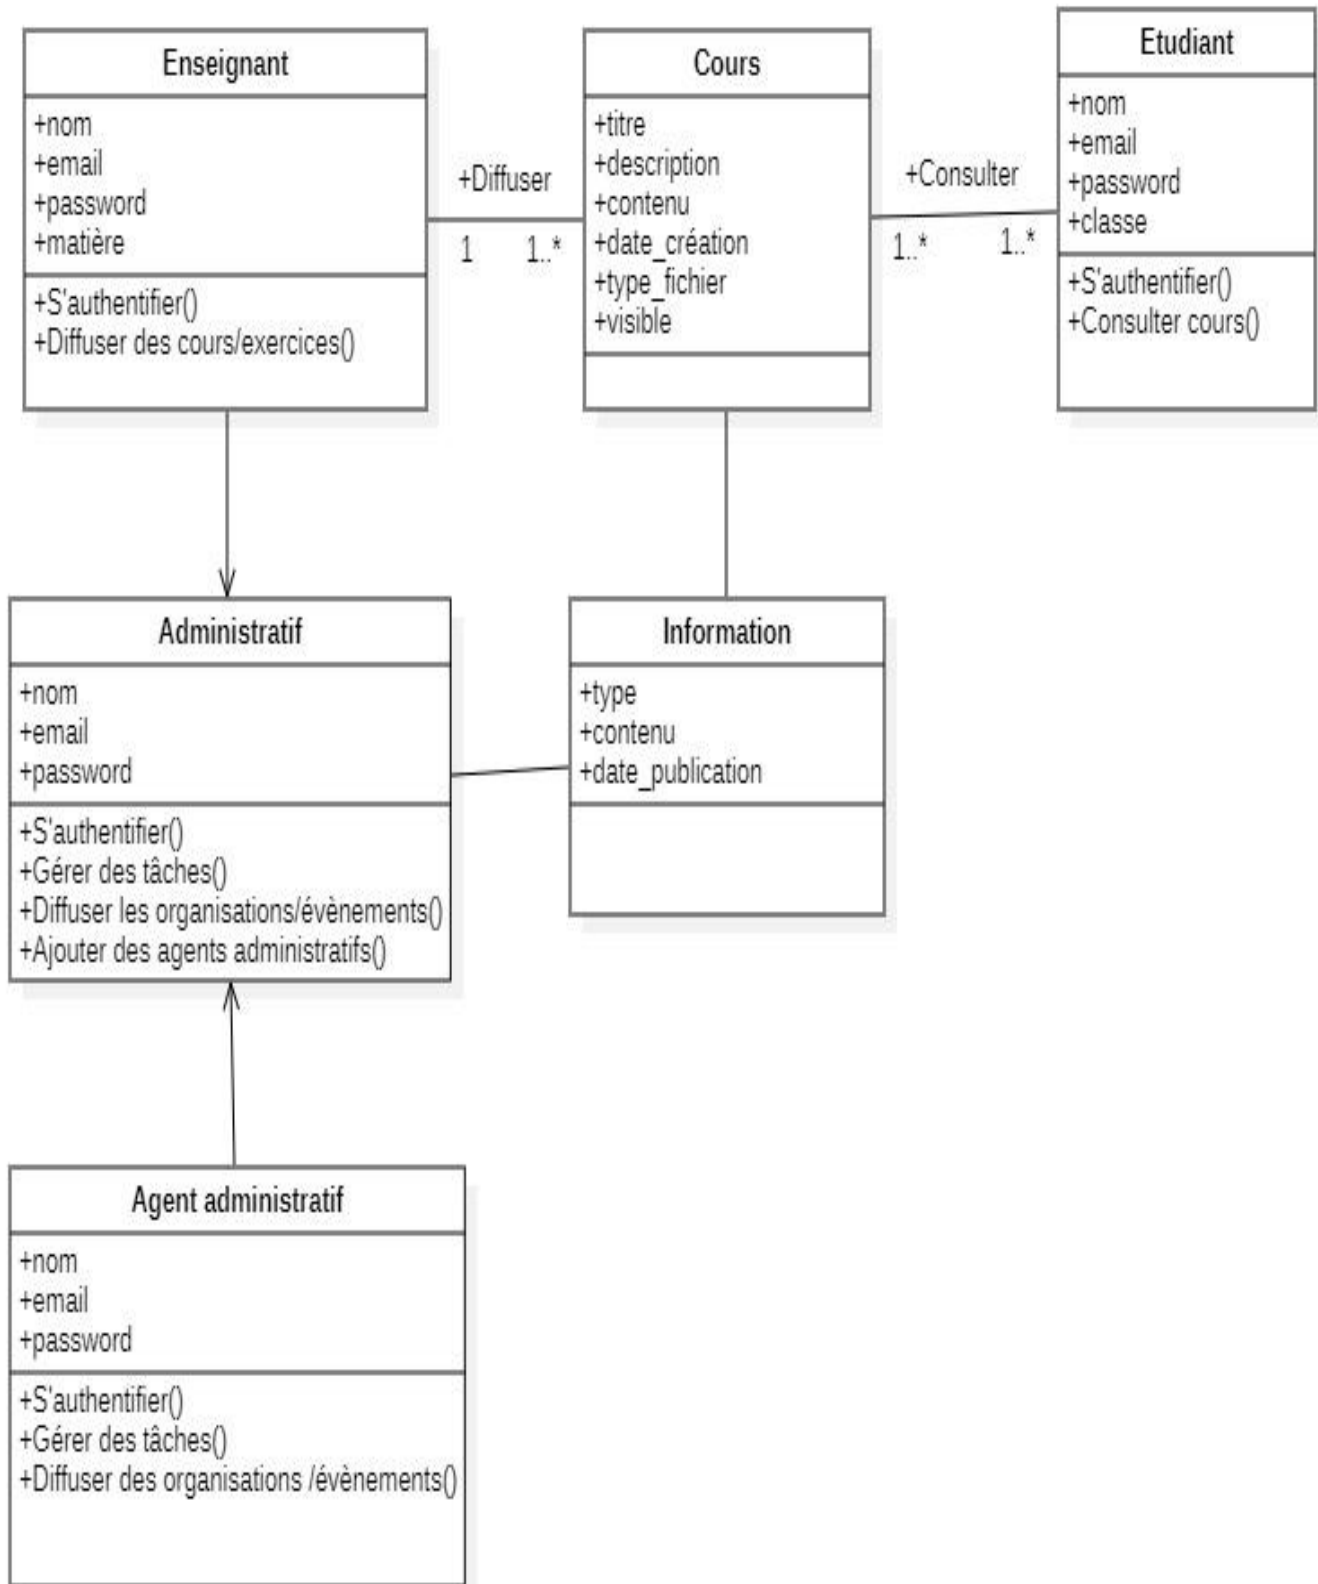 Enseignant
+nom
+email
+password
+matière
+S'authentifier()
+Diffuser des cours/exercices()
+Diffuser
1
1..*
Cours
+titre
+description
+contenu
+date_création
+type_fichier
+visible
+Consulter
1..*
1..*
Etudiant
+nom
+email
+password
+classe
+S'authentifier()
+Consulter cours()
Administratif
+nom
+email
+password
+S'authentifier()
+Gérer des tâches()
+Diffuser les organisations/évènements()
+Ajouter des agents administratifs()
Information
+type
+contenu
+date_publication
Agent administratif
+nom
+email
+password
+S'authentifier()
+Gérer des tâches()
+Diffuser des organisations /évènements()